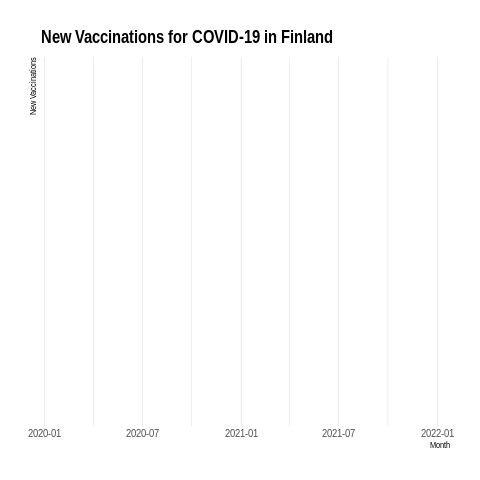 New Vaccinations for COVID-19 in Finland
New Vaccinations
2020-01 2020-07 2021-01 2021-07 2022-01
Month